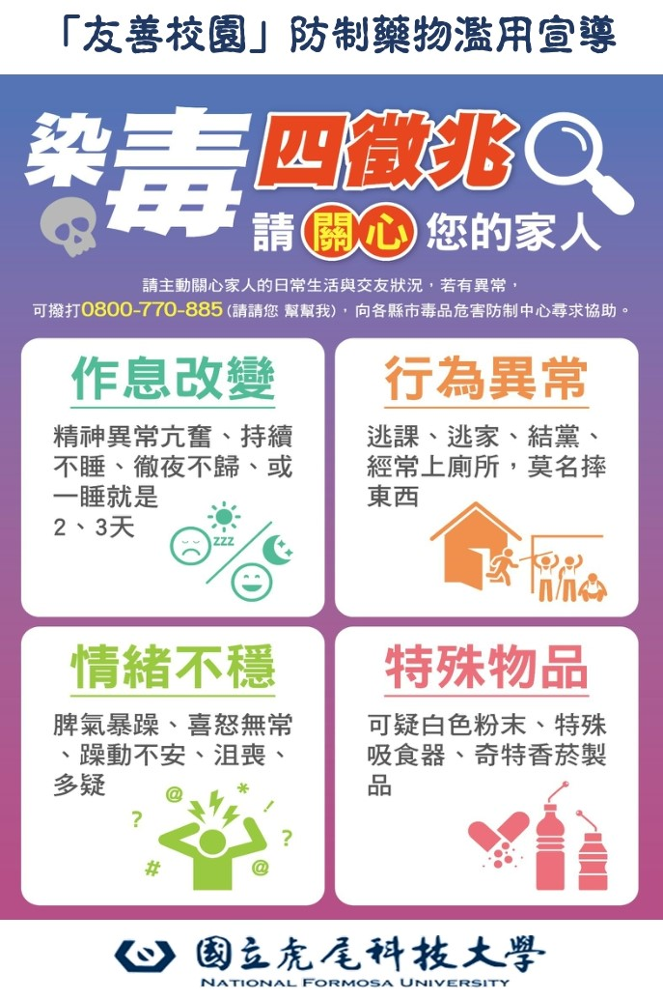 「友善校園」防制藥物濫用宣導
染毒四徵兆
請關心您的家人
請主動關心家人的日常生活與交友狀況，若有異常，
可撥打0800-770-885(請請您 幫幫我)，向各縣市毒品危害防制中心尋求協助。
作息改變
精神異常亢奮、持續
不睡、徹夜不歸、或
一睡就是
2、3天
zzz
行為異常
逃課、逃家、結黨、
經常上廁所，莫名摔
東西
情緒不穩
脾氣暴躁、喜怒無常
、躁動不安、沮喪、
多疑
? @ * ! ? # @
特殊物品
可疑白色粉末、特殊
吸食器、奇特香菸製
品
國立虎尾科技大學
NATIONAL FORMOSA UNIVERSITY